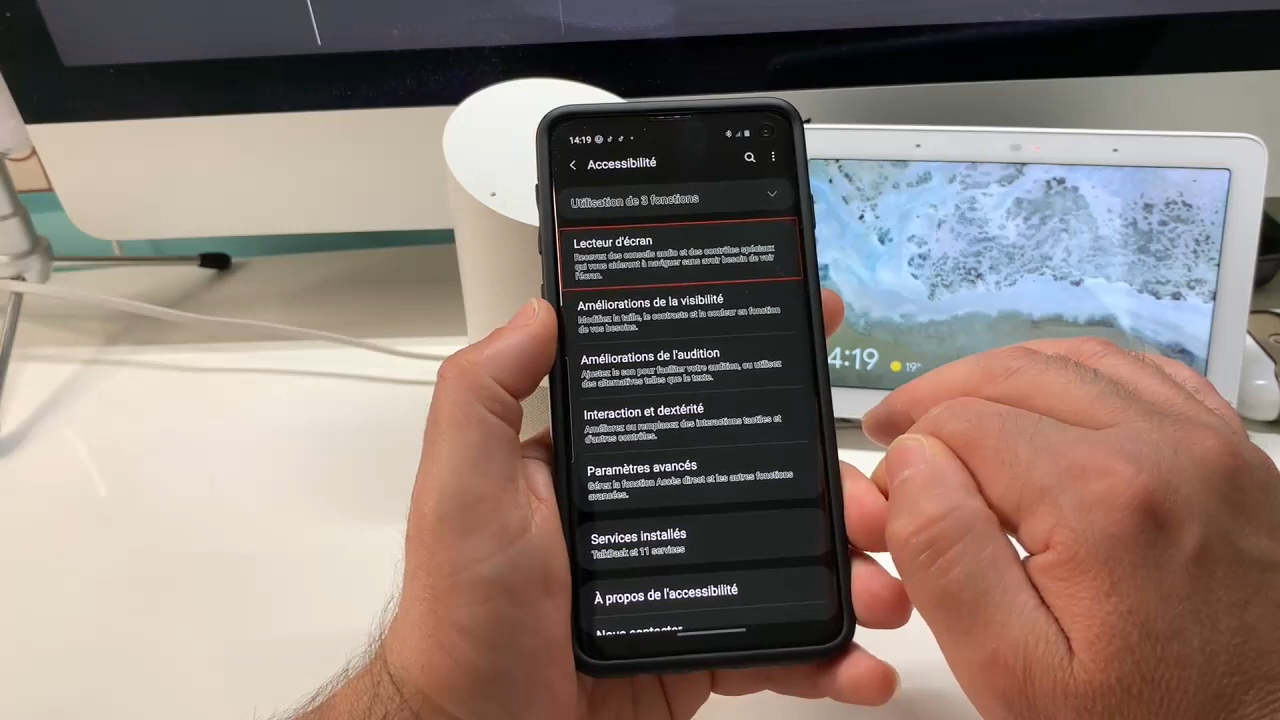 14:19
Accessibilité
Utilisation de 3 fonctions
Lecteur d'écran
Recevez des conseils audio et des contrôles spéciaux
qui vous aideront à naviguer sans avoir besoin de voir
l'écran.
Améliorations de la visibilité
Modifiez la taille, le contraste et la couleur en fonction
de vos besoins.
Améliorations de l'audition
Ajustez le son pour faciliter votre audition, ou utilisez
des alternatives telles que le texte.
Interaction et dextérité
Améliorez ou remplacez des interactions tactiles et
d'autres contrôles.
Paramètres avancés
Gérez la fonction Accès direct et les autres fonctions
avancées.
Services installés
TalkBack et 11 services
À propos de l'accessibilité
Nous contacter
4:19
19°